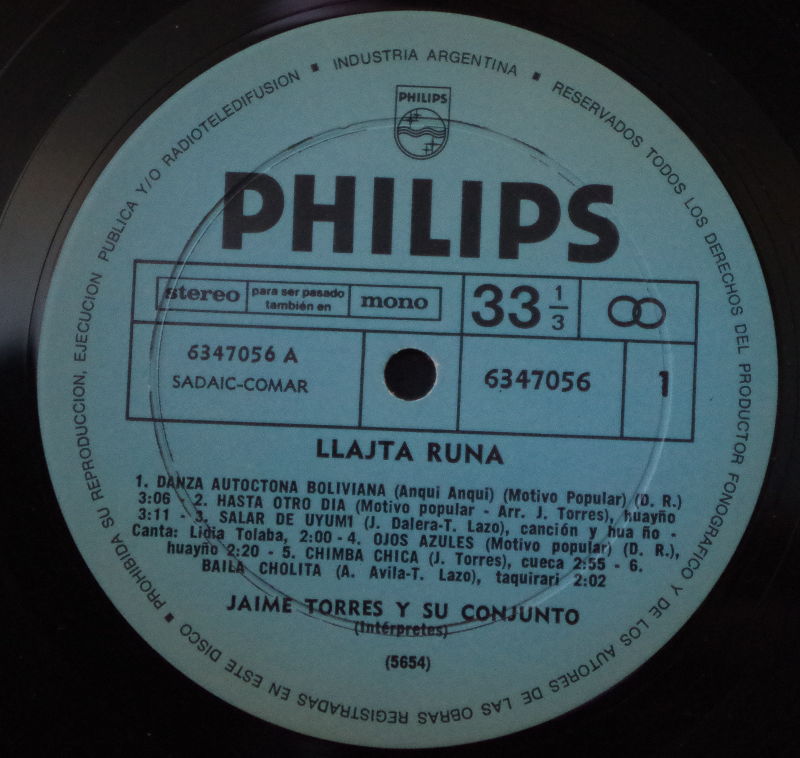 PROHIBIDA SU REPRODUCCION, EJECUCION PUBLICA Y/O RADIOTELEDIFUSION ▪ INDUSTRIA ARGENTINA ▪ RESERVADOS TODOS LOS DERECHOS DEL PRODUCTOR FONOGRAFICO Y DE LOS AUTORES DE LAS OBRAS REGISTRADAS EN ESTE DISCO ▪
PHILIPS
PHILIPS
stereo para ser pasado también en mono
33 1/3
6347056 A
SADAIC-COMAR
6347056
1
LLAJTA RUNA
1. DANZA AUTOCTONA BOLIVIANA (Anqui Anqui) (Motivo Popular) (D. R.)
3:06 2. HASTA OTRO DIA (Motivo popular - Arr. J. Torres), huayño
3:11 - 3. SALAR DE UYUM1 (J. Dalera-T. Lazo), canción y hua ño -
Canta: Lidia Tolaba, 2:00 - 4. OJOS AZULES (Motivo popular) (D. R.),
huayño 2:20 - 5. CHIMBA CHICA (J. Torres), cueca 2:55 - 6.
BAILA CHOLITA (A. Avila-T. Lazo), taquirari 2:02
JAIME TORRES Y SU CONJUNTO
(Intérpretes)
(5654)